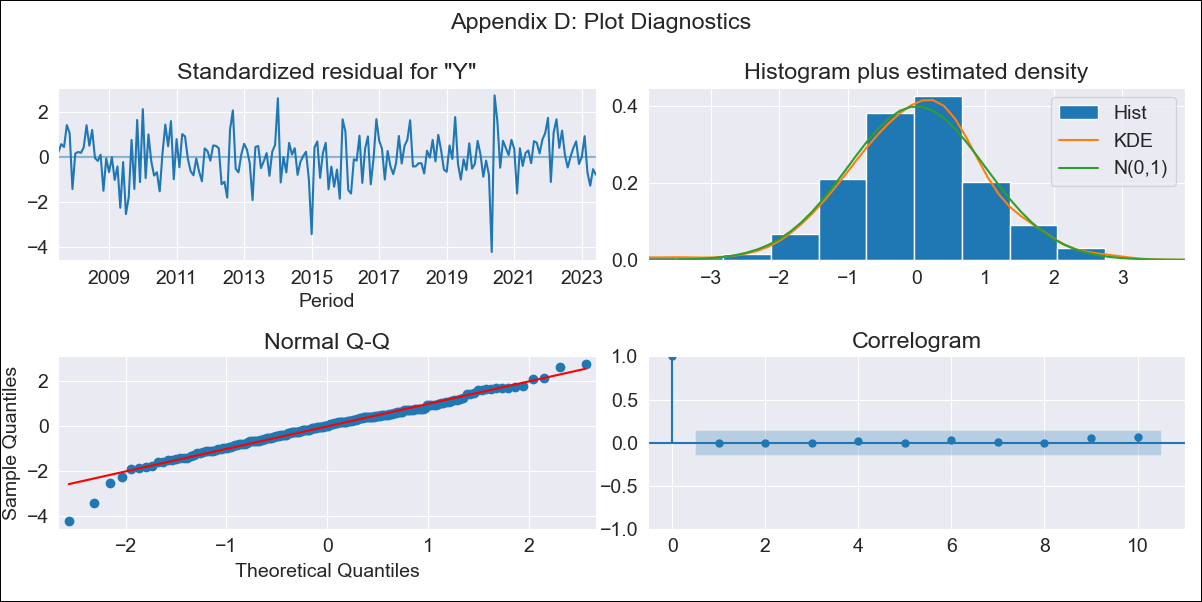 Appendix D: Plot Diagnostics
Standardized residual for "Y"
2
0
−2
−4
2009 2011 2013 2015 2017 2019 2021 2023
Period
Histogram plus estimated density
0.4
0.2
0.0
−3 −2 −1 0 1 2 3
Hist
KDE
N(0,1)
Normal Q-Q
Sample Quantiles
2
0
−2
−4
−2 −1 0 1 2
Theoretical Quantiles
Correlogram
1.0
0.5
0.0
−0.5
−1.0
0 2 4 6 8 10